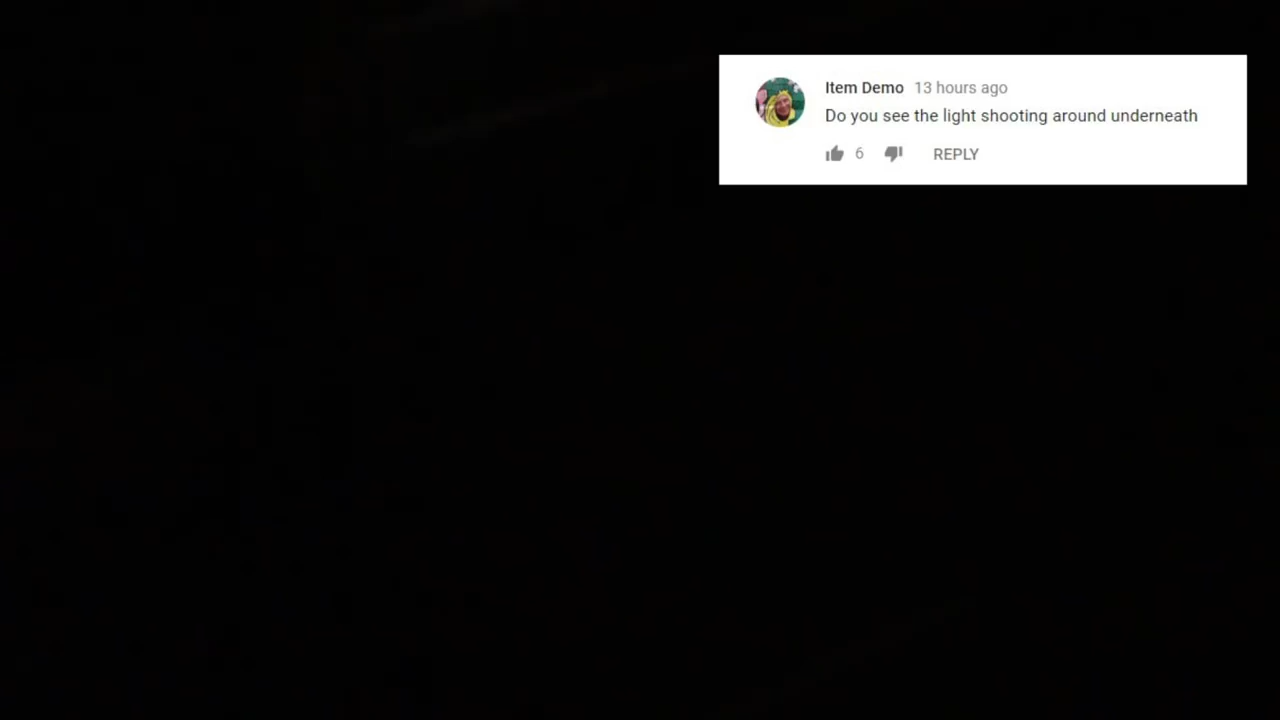 Item Demo 13 hours ago
Do you see the light shooting around underneath
6 REPLY